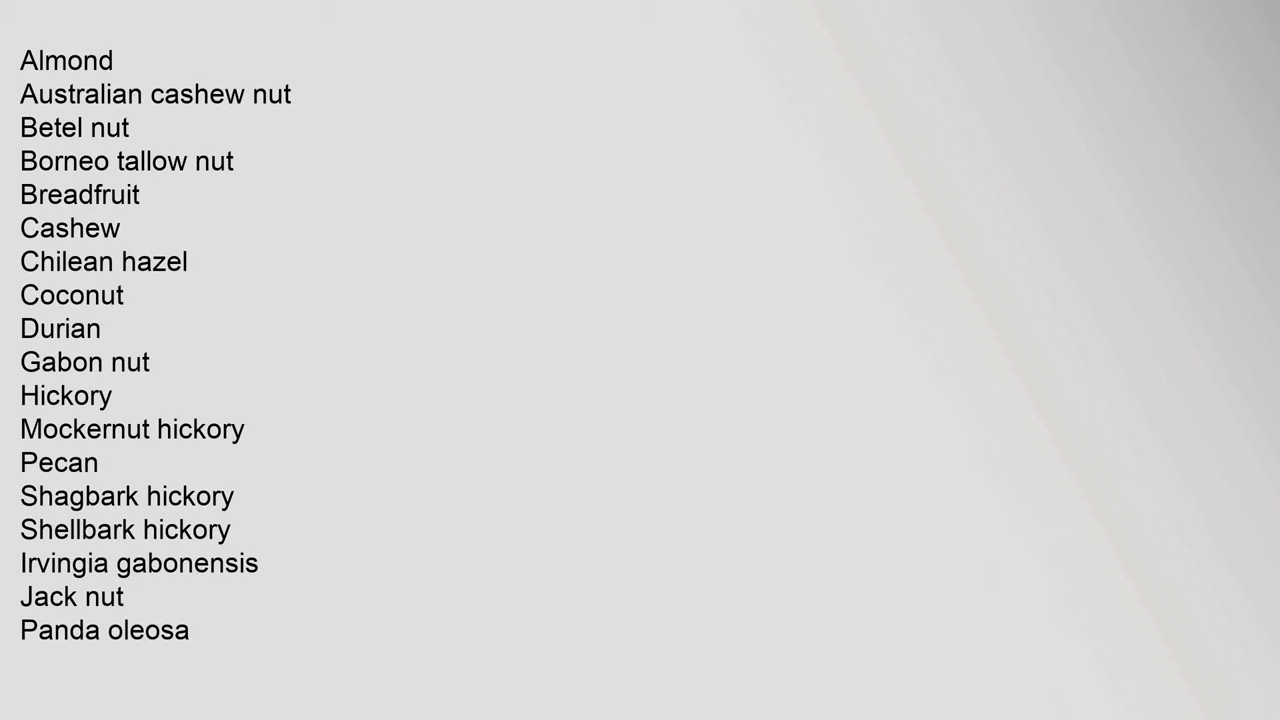 Almond
Australian cashew nut
Betel nut
Borneo tallow nut
Breadfruit
Cashew
Chilean hazel
Coconut
Durian
Gabon nut
Hickory
Mockernut hickory
Pecan
Shagbark hickory
Shellbark hickory
Irvingia gabonensis
Jack nut
Panda oleosa